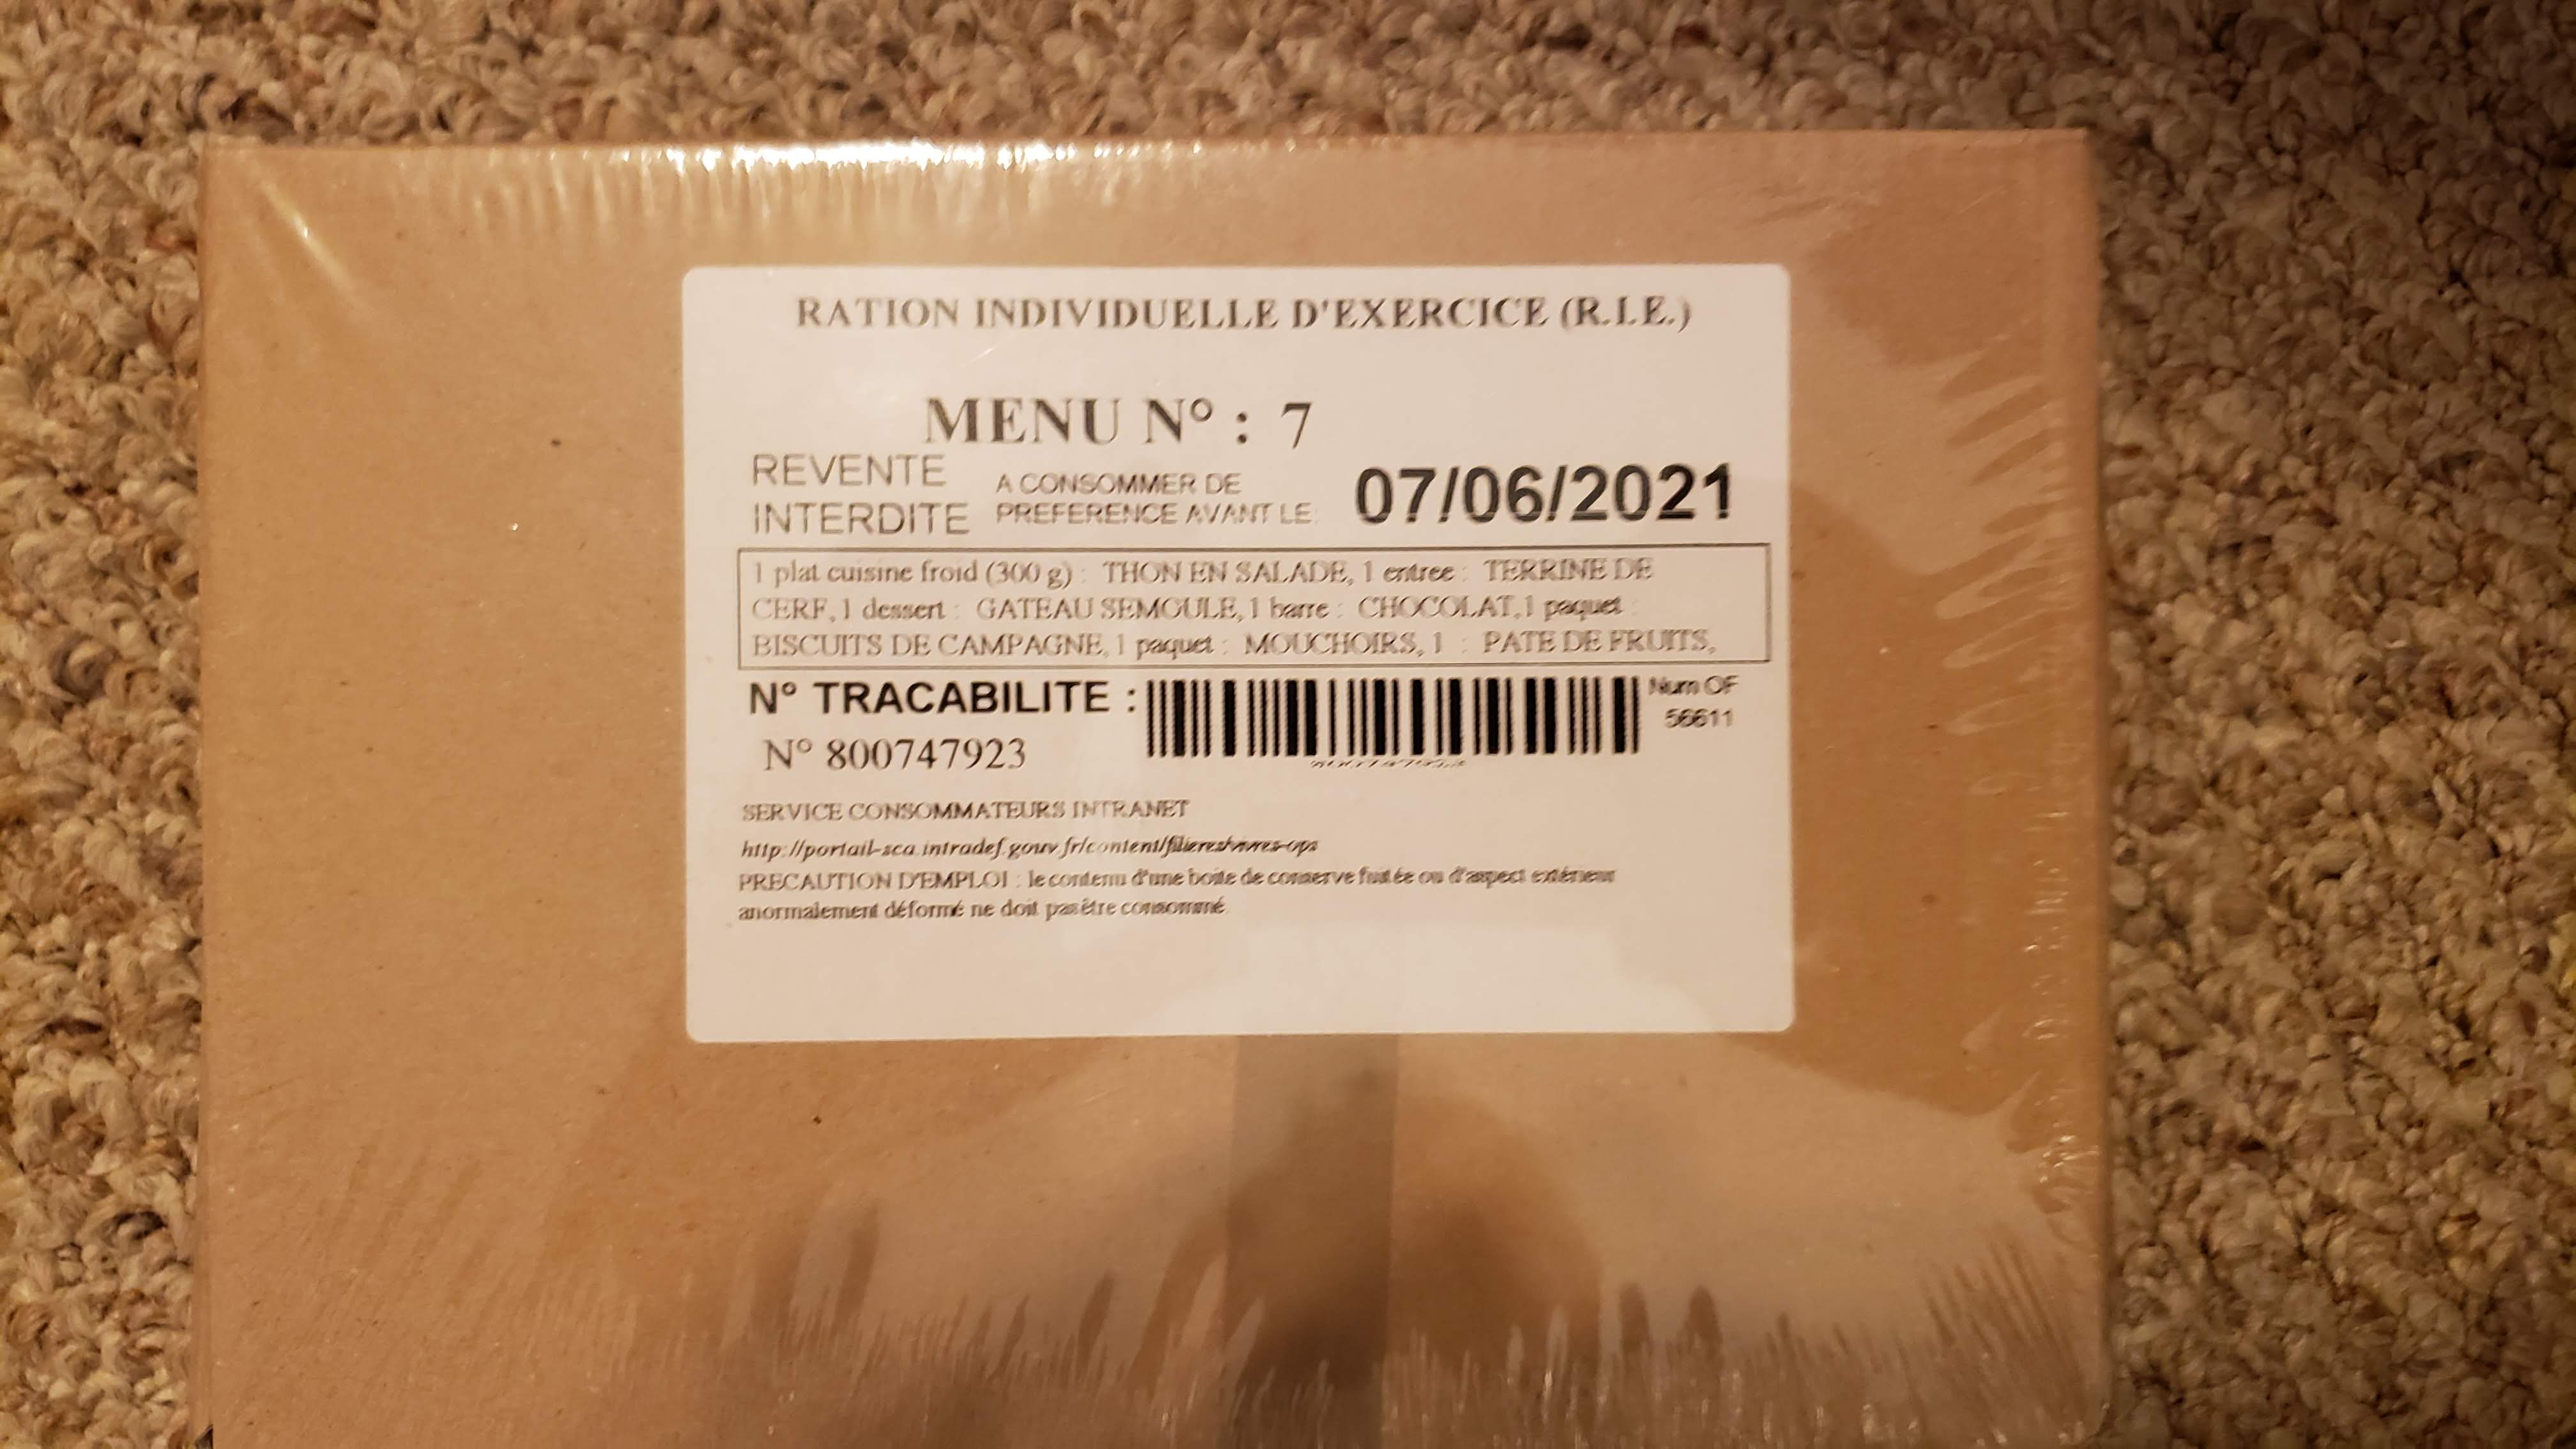 RATION INDIVIDUELLE D'EXERCICE (R.I.E.)
MENU N° : 7
REVENTE
INTERDITE
A CONSOMMER DE
PREFERENCE AVANT LE:
07/06/2021
1 plat cuisine froid (300 g) : THON EN SALADE, 1 entree : TERRINE DE
CERF, 1 dessert : GATEAU SEMOULE, 1 barre : CHOCOLAT, 1 paquet :
BISCUITS DE CAMPAGNE, 1 paquet : MOUCHOIRS, 1 : PATE DE FRUITS,
N° TRACABILITE :
Num OF
56611
N° 800747923
800747923
SERVICE CONSOMMATEURS INTRANET
http://portail-sca.intradef.gouv.fr/content/filieres/vivres-ops
PRECAUTION D'EMPLOI : le contenu d'une boite de conserve fuitée ou d'aspect extérieur
anormalement déformé ne doit pas être consommé.